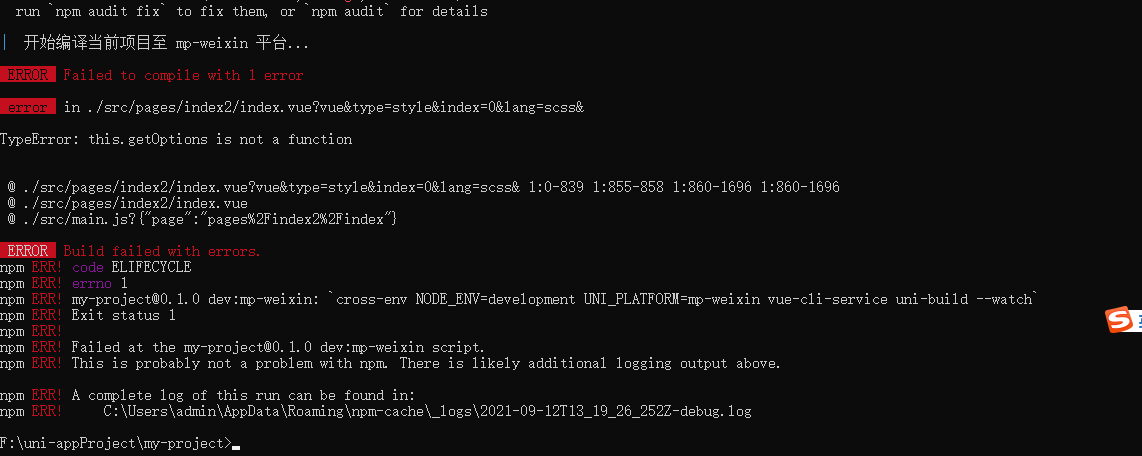 run `npm audit fix` to fix them, or `npm audit` for details
开始编译当前项目至 mp-weixin 平台...
ERROR Failed to compile with 1 error
error in ./src/pages/index2/index.vue?vue&type=style&index=0&lang=scss&
TypeError: this.getOptions is not a function
@ ./src/pages/index2/index.vue?vue&type=style&index=0&lang=scss& 1:0-839 1:855-858 1:860-1696 1:860-1696
@ ./src/pages/index2/index.vue
@ ./src/main.js?{"page":"pages%2Findex2%2Findex"}
ERROR Build failed with errors.
npm ERR! code ELIFECYCLE
npm ERR! errno 1
npm ERR! my-project@0.1.0 dev:mp-weixin: `cross-env NODE_ENV=development UNI_PLATFORM=mp-weixin vue-cli-service uni-build --watch`
npm ERR! Exit status 1
npm ERR!
npm ERR! Failed at the my-project@0.1.0 dev:mp-weixin script.
npm ERR! This is probably not a problem with npm. There is likely additional logging output above.
npm ERR! A complete log of this run can be found in:
npm ERR! C:\Users\admin\AppData\Roaming\npm-cache\_logs\2021-09-12T13_19_26_252Z-debug.log
F:\uni-appProject\my-project>